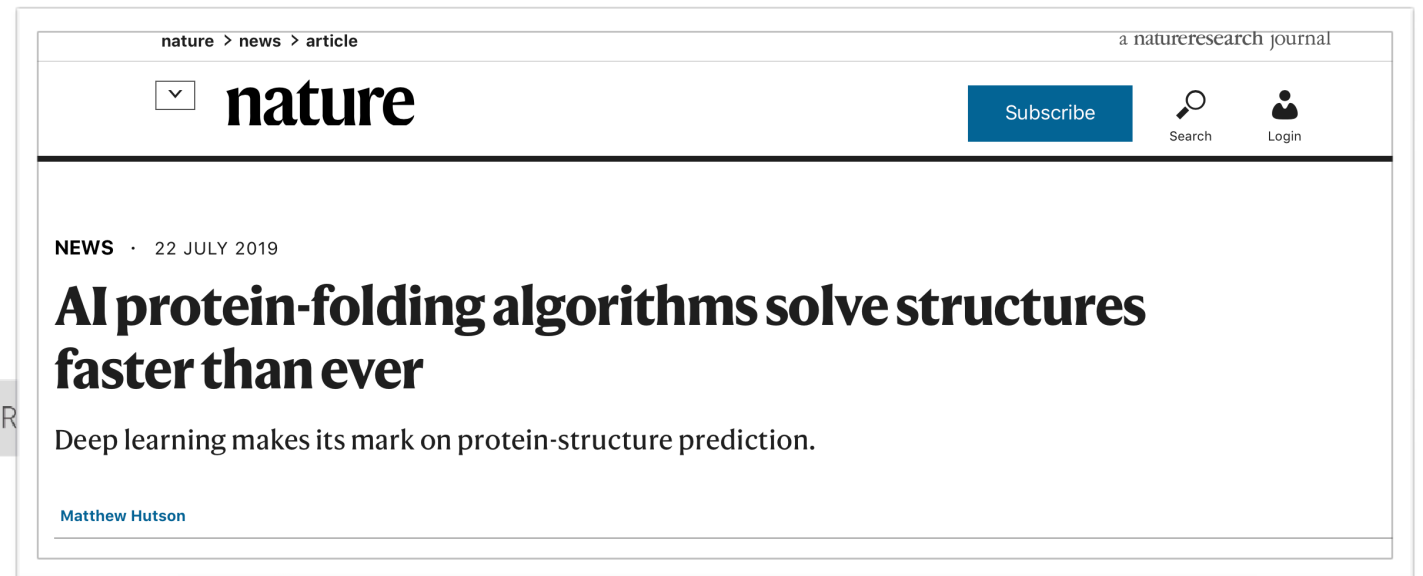 nature > news > article
a natureresearch journal
nature
Subscribe
Search
Login
NEWS · 22 JULY 2019
AI protein-folding algorithms solve structures
faster than ever
R
Deep learning makes its mark on protein-structure prediction.
Matthew Hutson